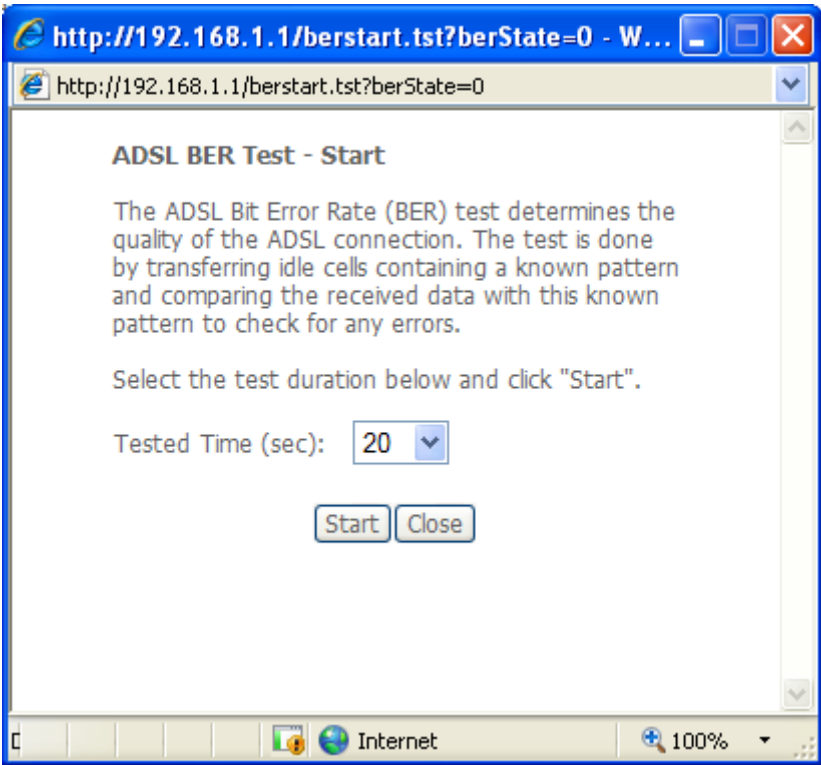 http://192.168.1.1/berstart.tst?berState=0 - W...
http://192.168.1.1/berstart.tst?berState=0
ADSL BER Test - Start
The ADSL Bit Error Rate (BER) test determines the
quality of the ADSL connection. The test is done
by transferring idle cells containing a known pattern
and comparing the received data with this known
pattern to check for any errors.
Select the test duration below and click "Start".
Tested Time (sec): 20
Start Close
Internet 100%